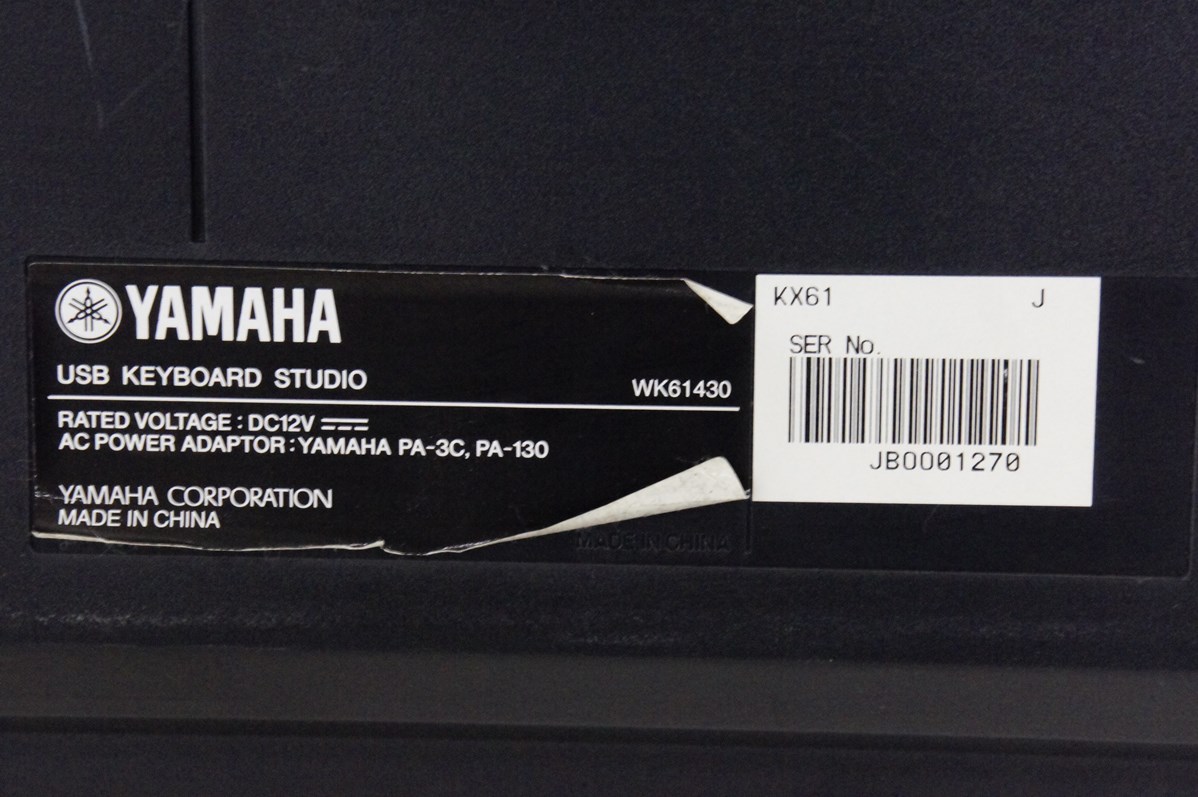 YAMAHA
USB KEYBOARD STUDIO
WK61430
RATED VOLTAGE : DC12V
AC POWER ADAPTOR : YAMAHA PA-3C, PA-130
YAMAHA CORPORATION
MADE IN CHINA
MADE IN CHINA
KX61 J
SER No.
JB0001270